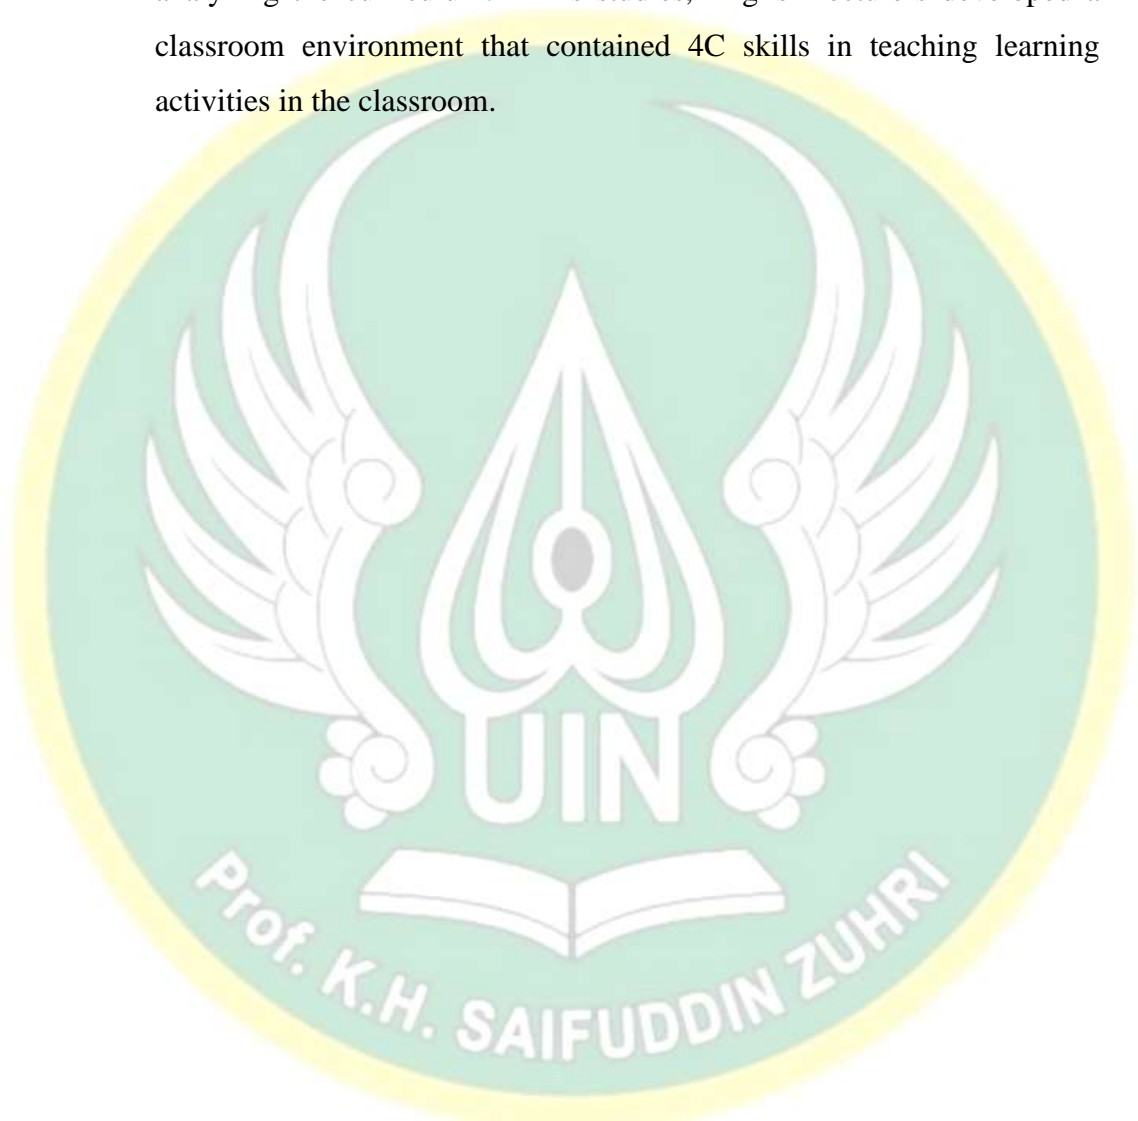 classroom environment that contained 4C skills in teaching learning
activities in the classroom.
UIN
Prof. K.H. SAIFUDDIN ZUHRI